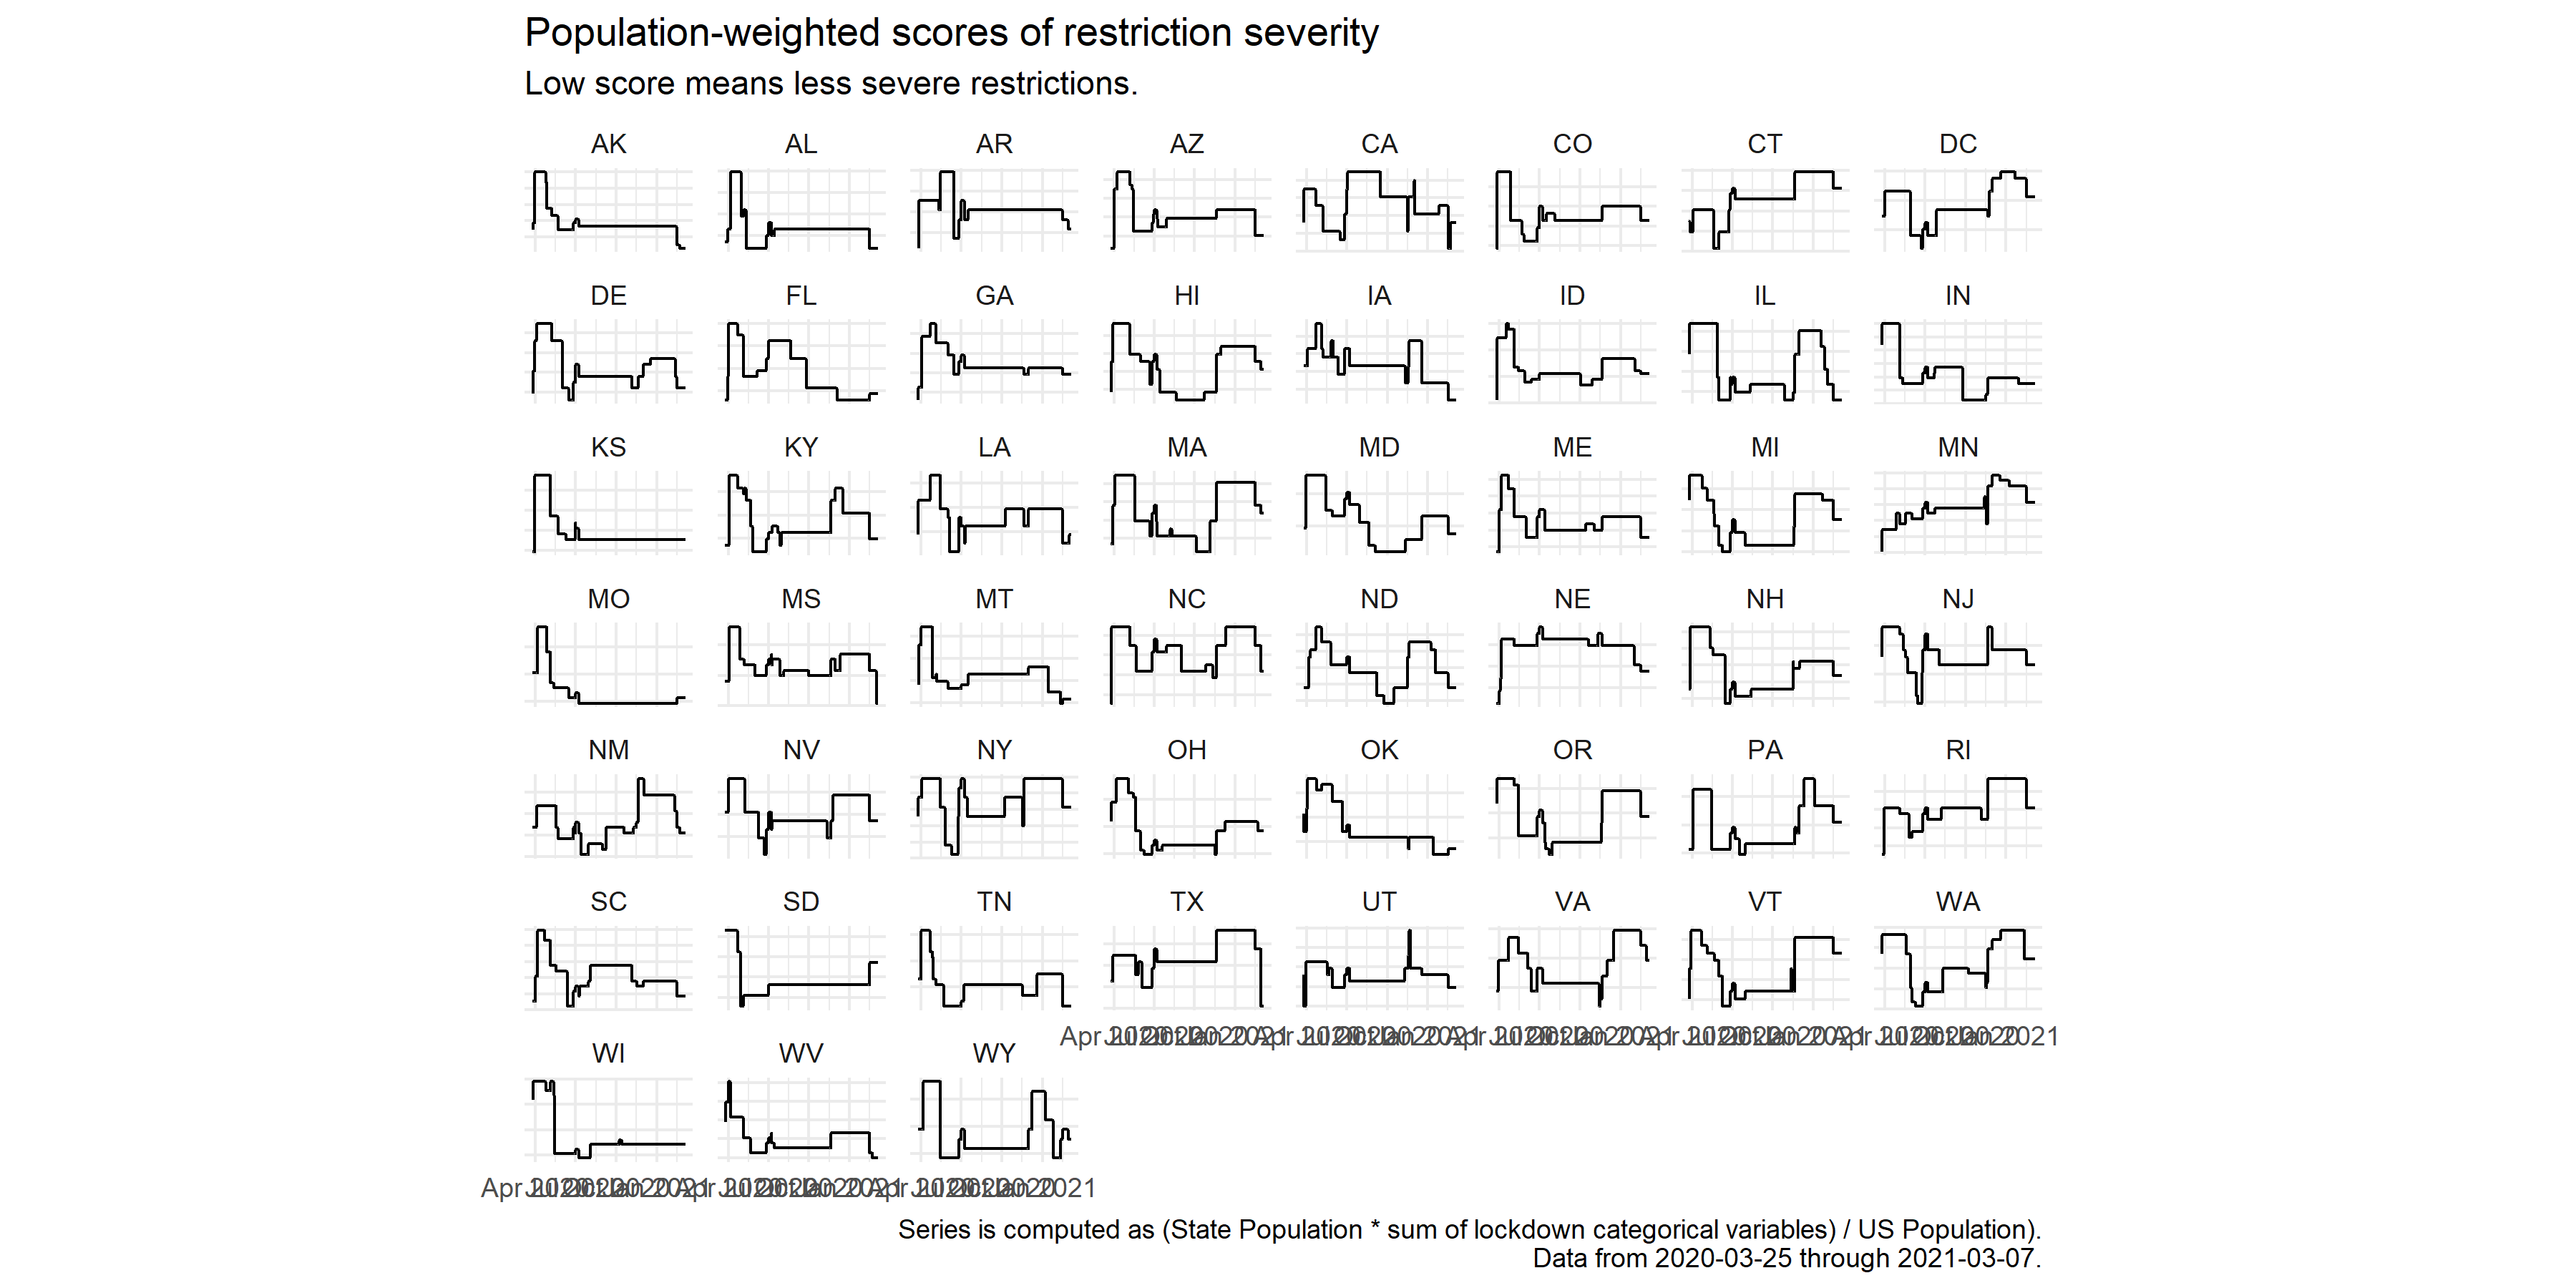 Population-weighted scores of restriction severity
Low score means less severe restrictions.
AK AL AR AZ CA CO CT DC
DE FL GA HI IA ID IL IN
KS KY LA MA MD ME MI MN
MO MS MT NC ND NE NH NJ
NM NV NY OH OK OR PA RI
SC SD TN TX UT VA VT WA
WI WV WY
Series is computed as (State Population * sum of lockdown categorical variables) / US Population).
Data from 2020-03-25 through 2021-03-07.